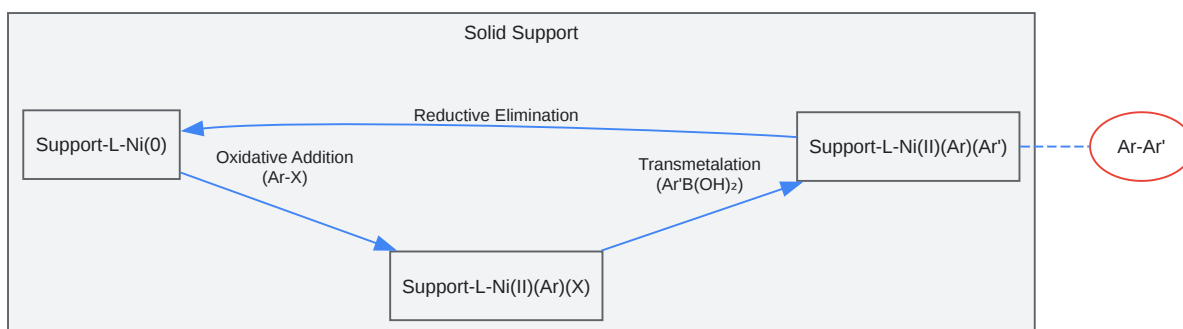 Solid Support
Reductive Elimination
Support-L-Ni(0)
Oxidative Addition
(Ar-X)
Transmetalation
(Ar'B(OH)₂)
Support-L-Ni(II)(Ar)(Ar')
Ar-Ar'
Support-L-Ni(II)(Ar)(X)